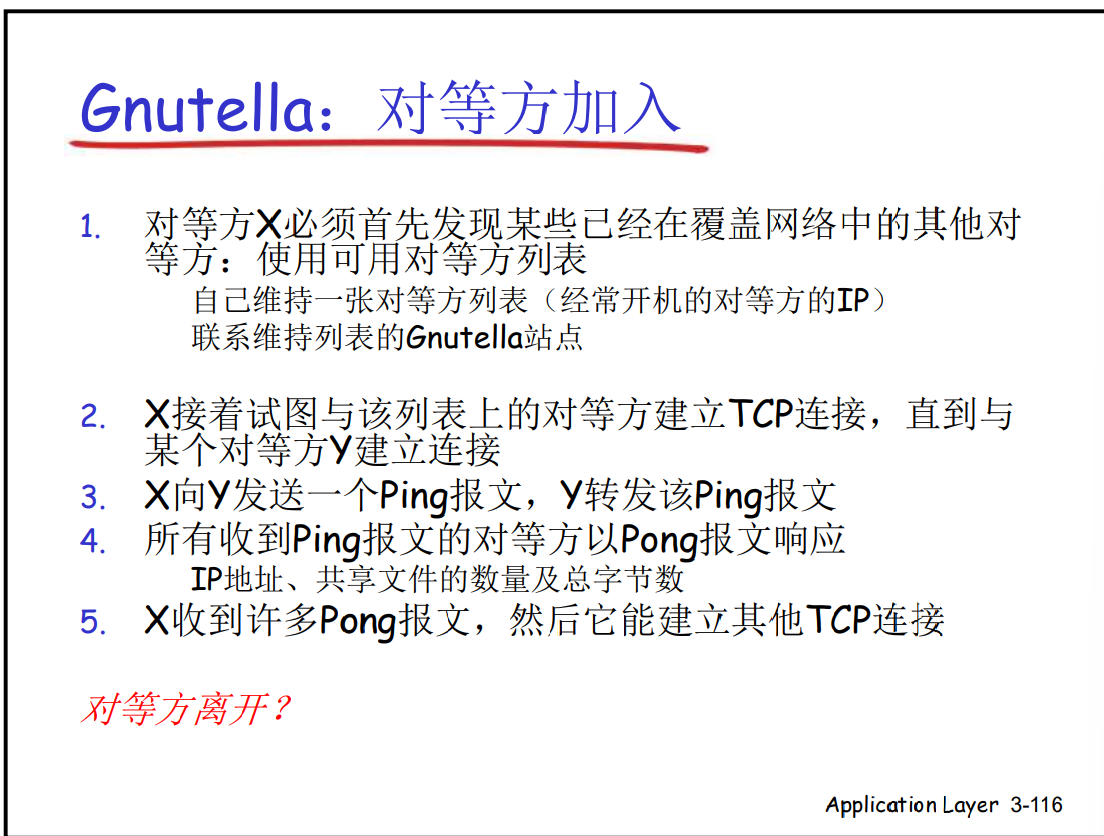 Gnutella：对等方加入
1. 对等方X必须首先发现某些已经在覆盖网络中的其他对
等方：使用可用对等方列表
自己维持一张对等方列表（经常开机的对等方的IP）
联系维持列表的Gnutella站点
2. X接着试图与该列表上的对等方建立TCP连接，直到与
某个对等方Y建立连接
3. X向Y发送一个Ping报文，Y转发该Ping报文
4. 所有收到Ping报文的对等方以Pong报文响应
IP地址、共享文件的数量及总字节数
5. X收到许多Pong报文，然后它能建立其他TCP连接
对等方离开？
Application Layer 3-116